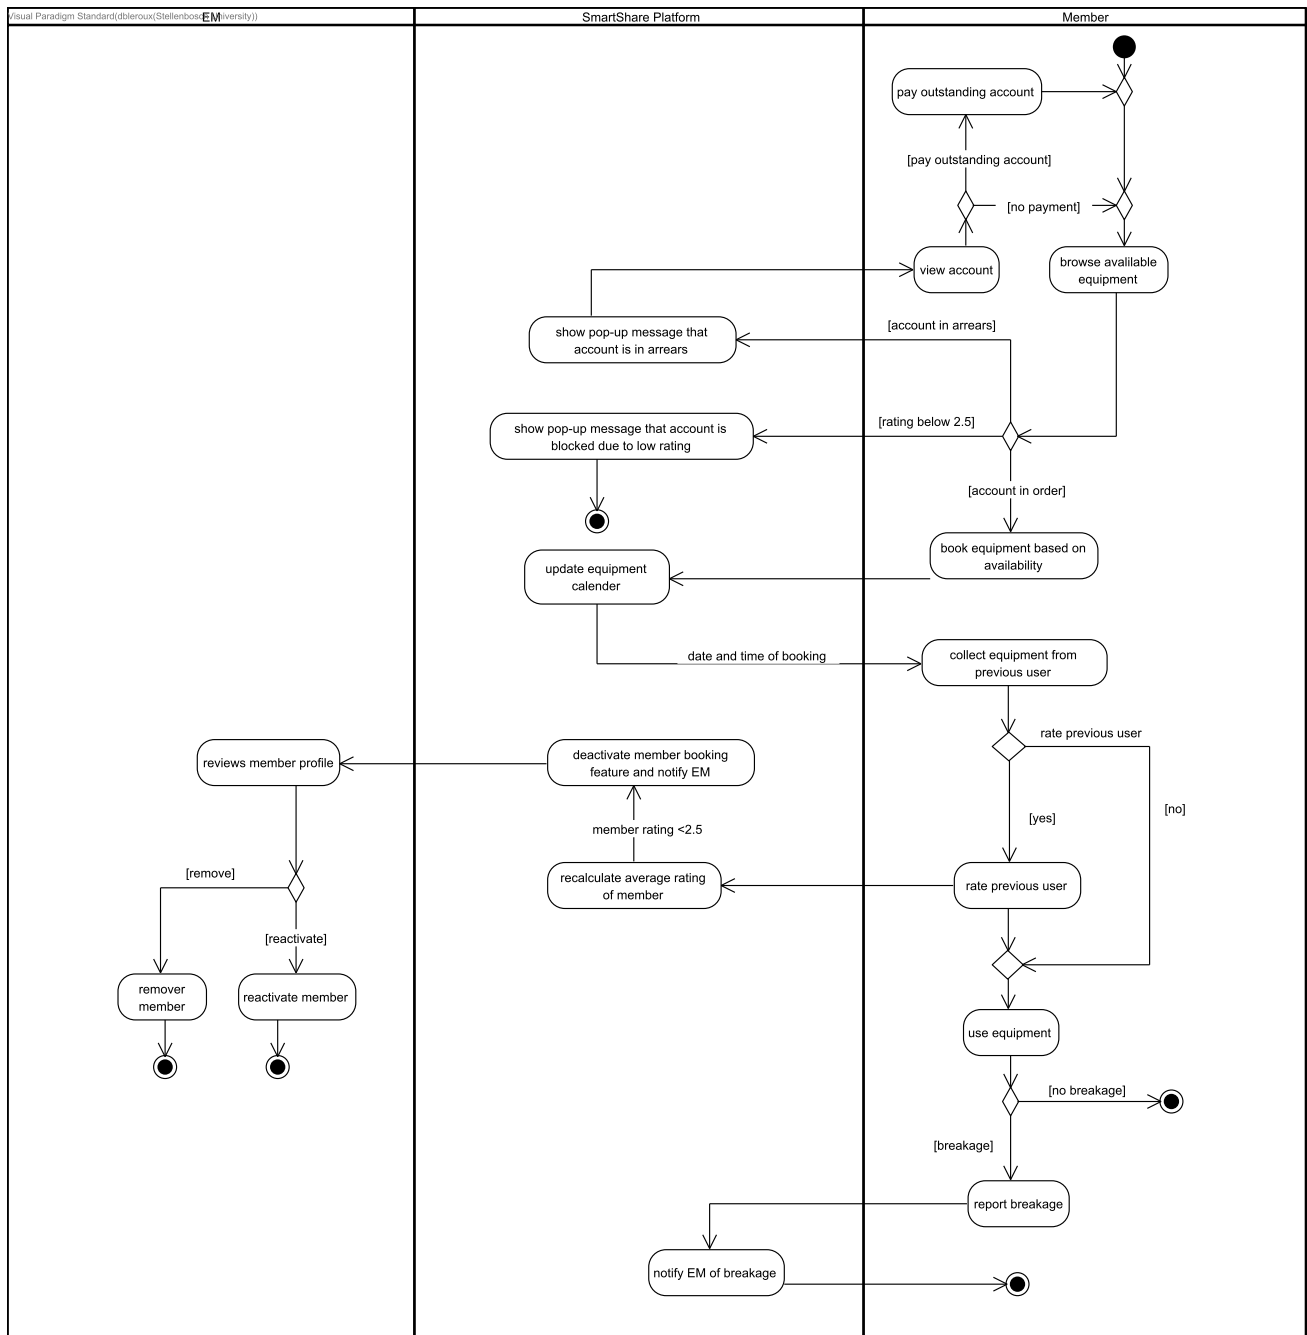 Visual Paradigm Standard(dbleroux(Stellenbosch University))
EM
SmartShare Platform
Member
pay outstanding account
[pay outstanding account]
[no payment]
view account
browse avalilable
equipment
show pop-up message that
account is in arrears
[account in arrears]
show pop-up message that account is
blocked due to low rating
[rating below 2.5]
[account in order]
book equipment based on
availability
update equipment
calender
date and time of booking
collect equipment from
previous user
rate previous user
reviews member profile
deactivate member booking
feature and notify EM
[no]
[yes]
member rating <2.5
[remove]
recalculate average rating
of member
rate previous user
[reactivate]
remover
member
reactivate member
use equipment
[no breakage]
[breakage]
report breakage
notify EM of breakage